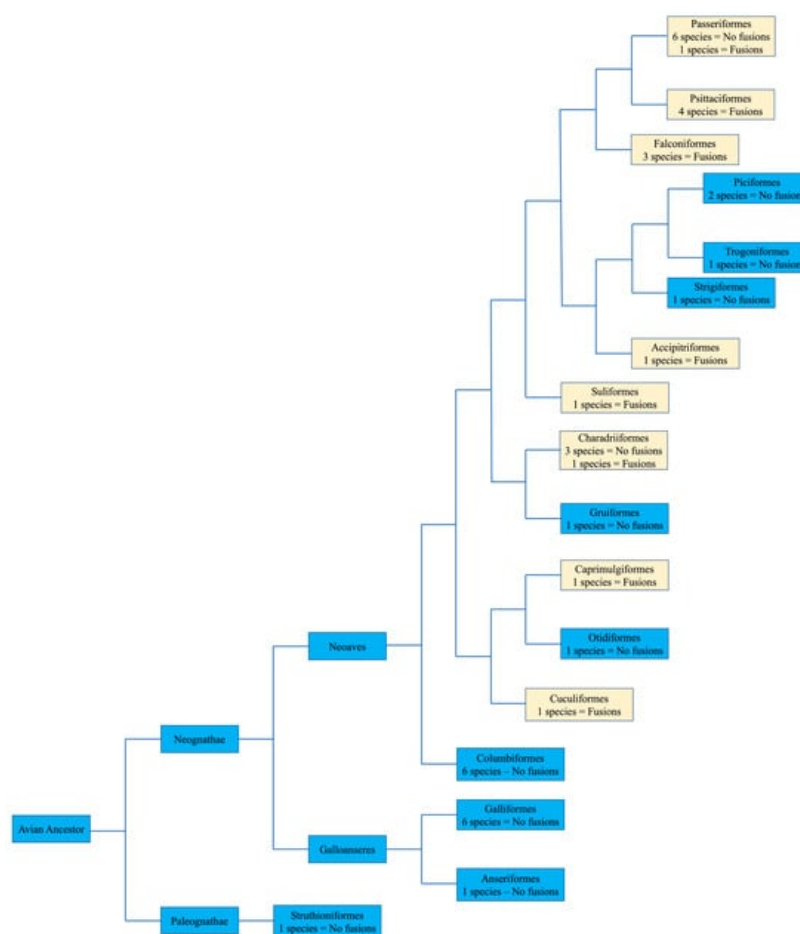 Passeriformes
6 species = No fusions
1 species = Fusions
Psittaciformes
4 species = Fusions
Falconiformes
3 species = Fusions
Piciformes
2 species = No fusion
Trogoniformes
1 species = No fusion
Strigiformes
1 species = No fusions
Accipitriformes
1 species = Fusions
Suliformes
1 species = Fusions
Charadriiformes
3 species = No fusions
1 species = Fusions
Gruiformes
1 species = No fusions
Caprimulgiformes
1 species = Fusions
Otidiformes
1 species = No fusions
Neoaves
Cuculiformes
1 species = Fusions
Neognathae
Columbiformes
6 species – No fusions
Galliformes
6 species = No fusions
Avian Ancestor
Galloanseres
Anseriformes
1 species – No fusions
Paleognathae
Struthioniformes
1 species = No fusions